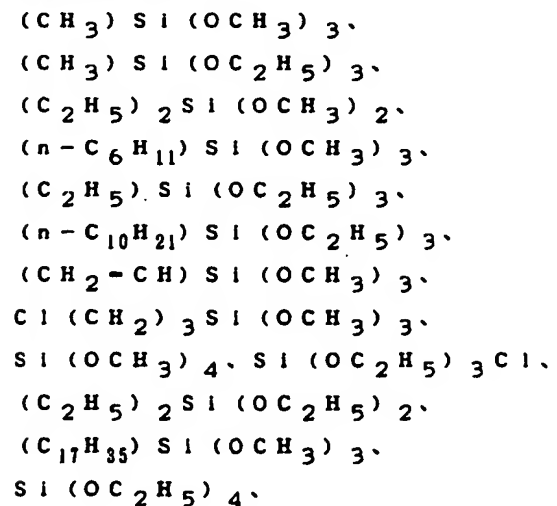 (CH₃)Si(OCH₃)₃、
(CH₃)Si(OC₂H₅)₃、
(C₂H₅)₂Si(OCH₃)₂、
(n-C₆H₁₁)Si(OCH₃)₃、
(C₂H₅)Si(OC₂H₅)₃、
(n-C₁₀H₂₁)Si(OC₂H₅)₃、
(CH₂-CH)Si(OCH₃)₃、
Cl(CH₂)₃Si(OCH₃)₃、
Si(OCH₃)₄、Si(OC₂H₅)₃Cl、
(C₂H₅)₂Si(OC₂H₅)₂、
(C₁₇H₃₅)Si(OCH₃)₃、
Si(OC₂H₅)₄、